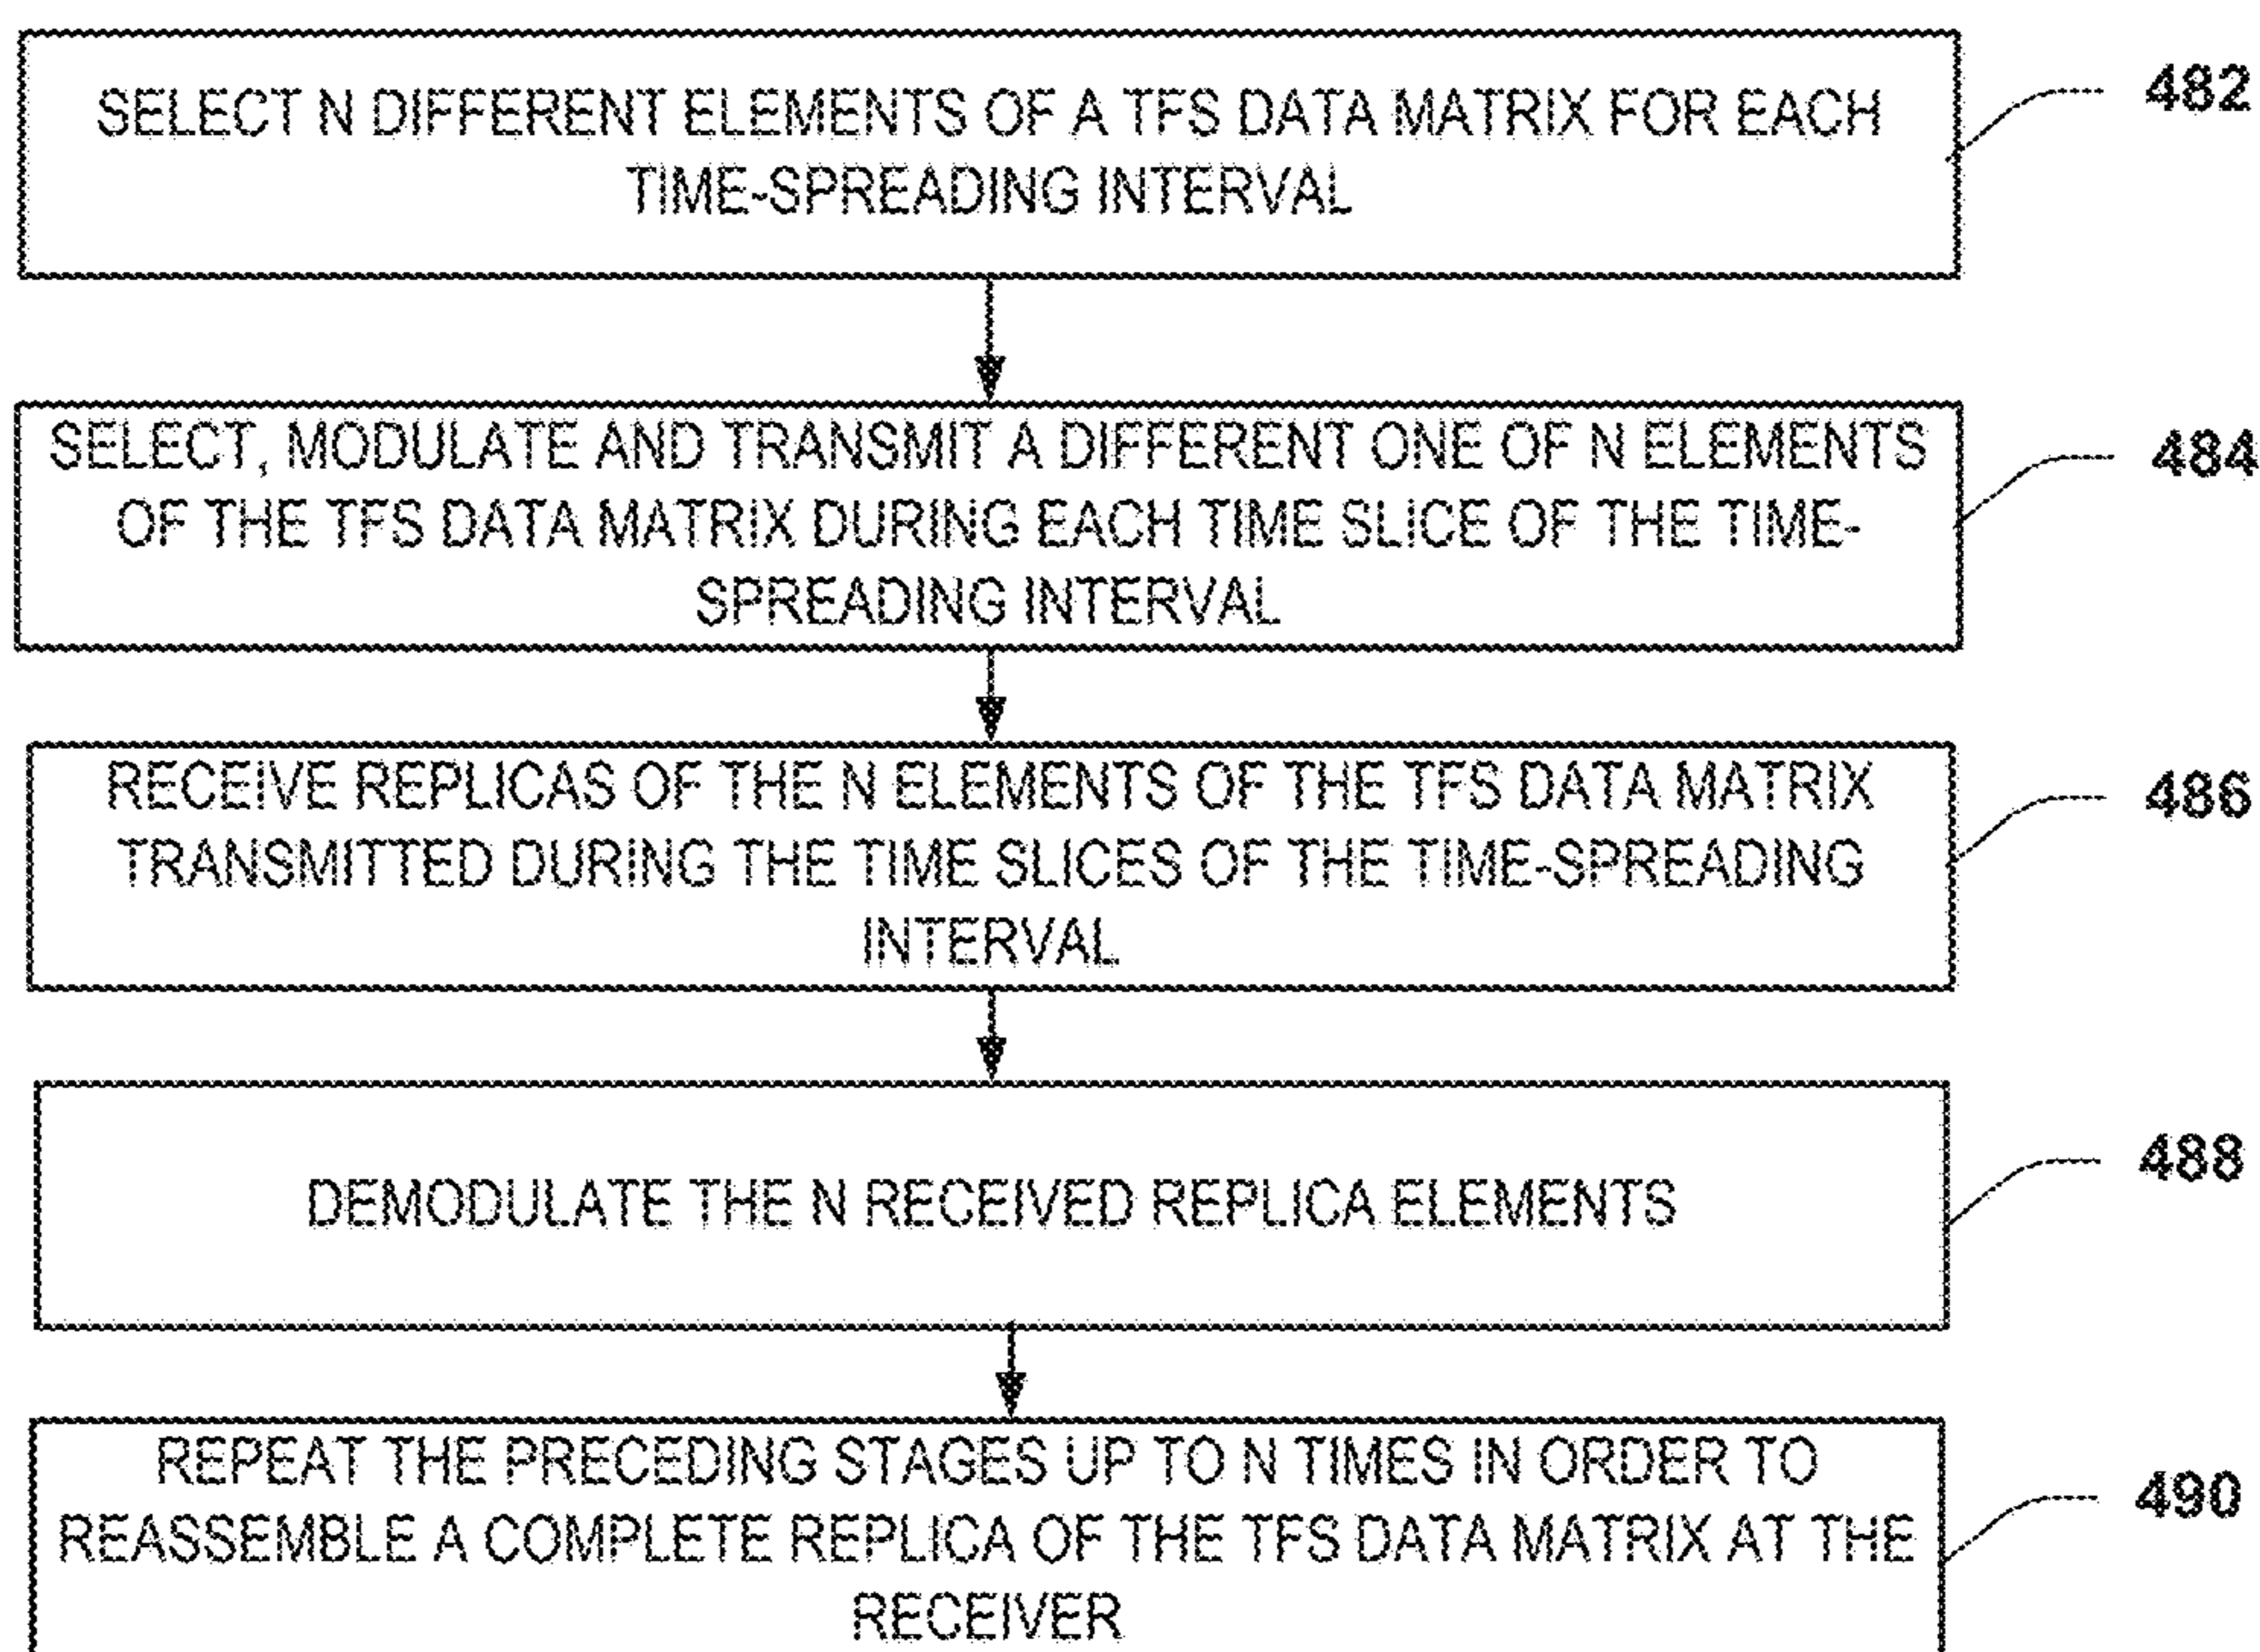 SELECT N DIFFERENT ELEMENTS OF A TFS DATA MATRIX FOR EACH
TIME-SPREADING INTERVAL
482
SELECT, MODULATE AND TRANSMIT A DIFFERENT ONE OF N ELEMENTS
OF THE TFS DATA MATRIX DURING EACH TIME SLICE OF THE TIME-
SPREADING INTERVAL
484
RECEIVE REPLICAS OF THE N ELEMENTS OF THE TFS DATA MATRIX
TRANSMITTED DURING THE TIME SLICES OF THE TIME-SPREADING
INTERVAL
486
DEMODULATE THE N RECEIVED REPLICA ELEMENTS
488
REPEAT THE PRECEDING STAGES UP TO N TIMES IN ORDER TO
REASSEMBLE A COMPLETE REPLICA OF THE TFS DATA MATRIX AT THE
RECEIVER
490